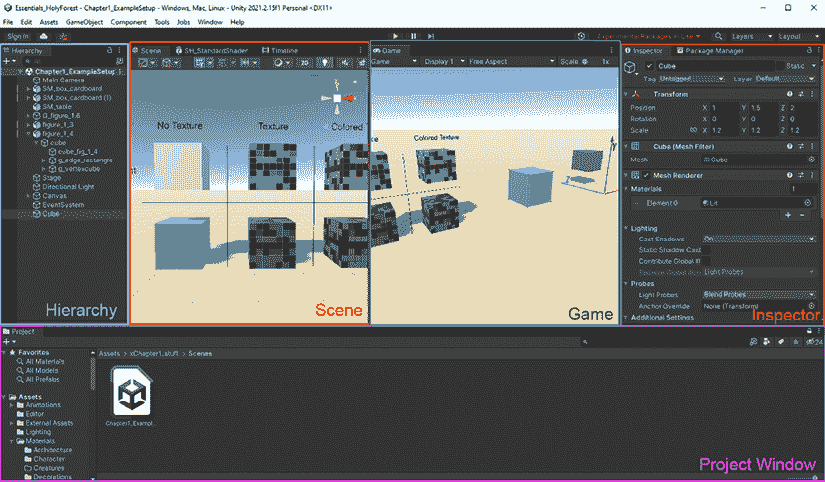 Essentials_HolyForest - Chapter1_ExampleSetup - Windows, Mac, Linux - Unity 2021.2.15f1 Personal <DX11>
File Edit Assets GameObject Component Tools Jobs Window Help
Sign in
Experimental Packages In Use
Layers Layout
Hierarchy
All
Chapter1_ExampleSetup
Main Camera
SM_box_cardboard
SM_box_cardboard (1)
SM_table
G_figure_1.6
figure_1_3
figure_1_4
cube
cube_fig_1_4
g_edge_rectangle
g_vertexcube
Stage
Directional Light
Canvas
EventSystem
Cube
Hierarchy
Scene SH_StandardShader Timeline
2D
No Texture Texture Colored
Scene
Game
Game Display 1 Free Aspect Scale 1x
Colored Texture
Game
Inspector Package Manager
Cube Static
Tag Untagged Layer Default
Transform
Position X 1 Y 1.5 Z 2
Rotation X 0 Y 0 Z 0
Scale X 1.2 Y 1.2 Z 1.2
Cube (Mesh Filter)
Mesh Cube
Mesh Renderer
Materials 1
Element 0 Lit
Lighting
Cast Shadows On
Static Shadow Cast
Contribute Global Il
Light Probes
Probes
Light Probes Blend Probes
Anchor Override None (Transform)
Additional Settings
Inspector
Project
Favorites
All Materials
All Models
All Prefabs
Assets
Animations
Editor
External Assets
Lighting
Materials
Architecture
Character
Creatures
Decorations
Scenes
Chapter1_Exampl...
24
Project Window